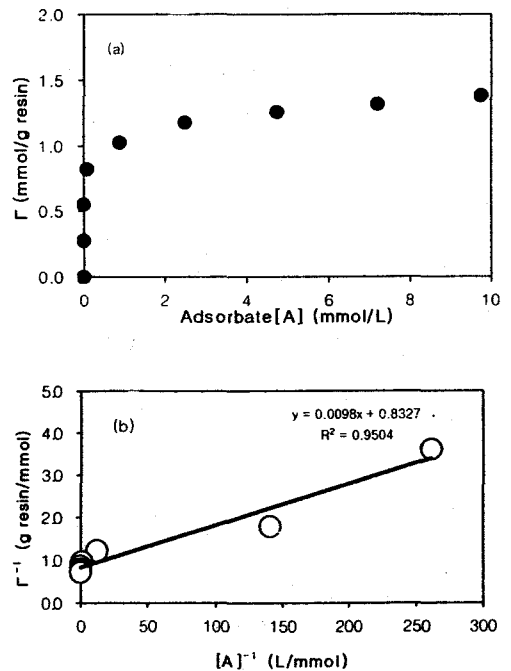 (a)
2.0
1.5
1.0
0.5
0.0
Γ (mmol/g resin)
0 2 4 6 8 10
Adsorbate[A] (mmol/L)
(b)
y = 0.0098x + 0.8327
R² = 0.9504
5.0
4.0
3.0
2.0
1.0
0.0
Γ⁻¹ (g resin/mmol)
0 50 100 150 200 250 300
[A]⁻¹ (L/mmol)